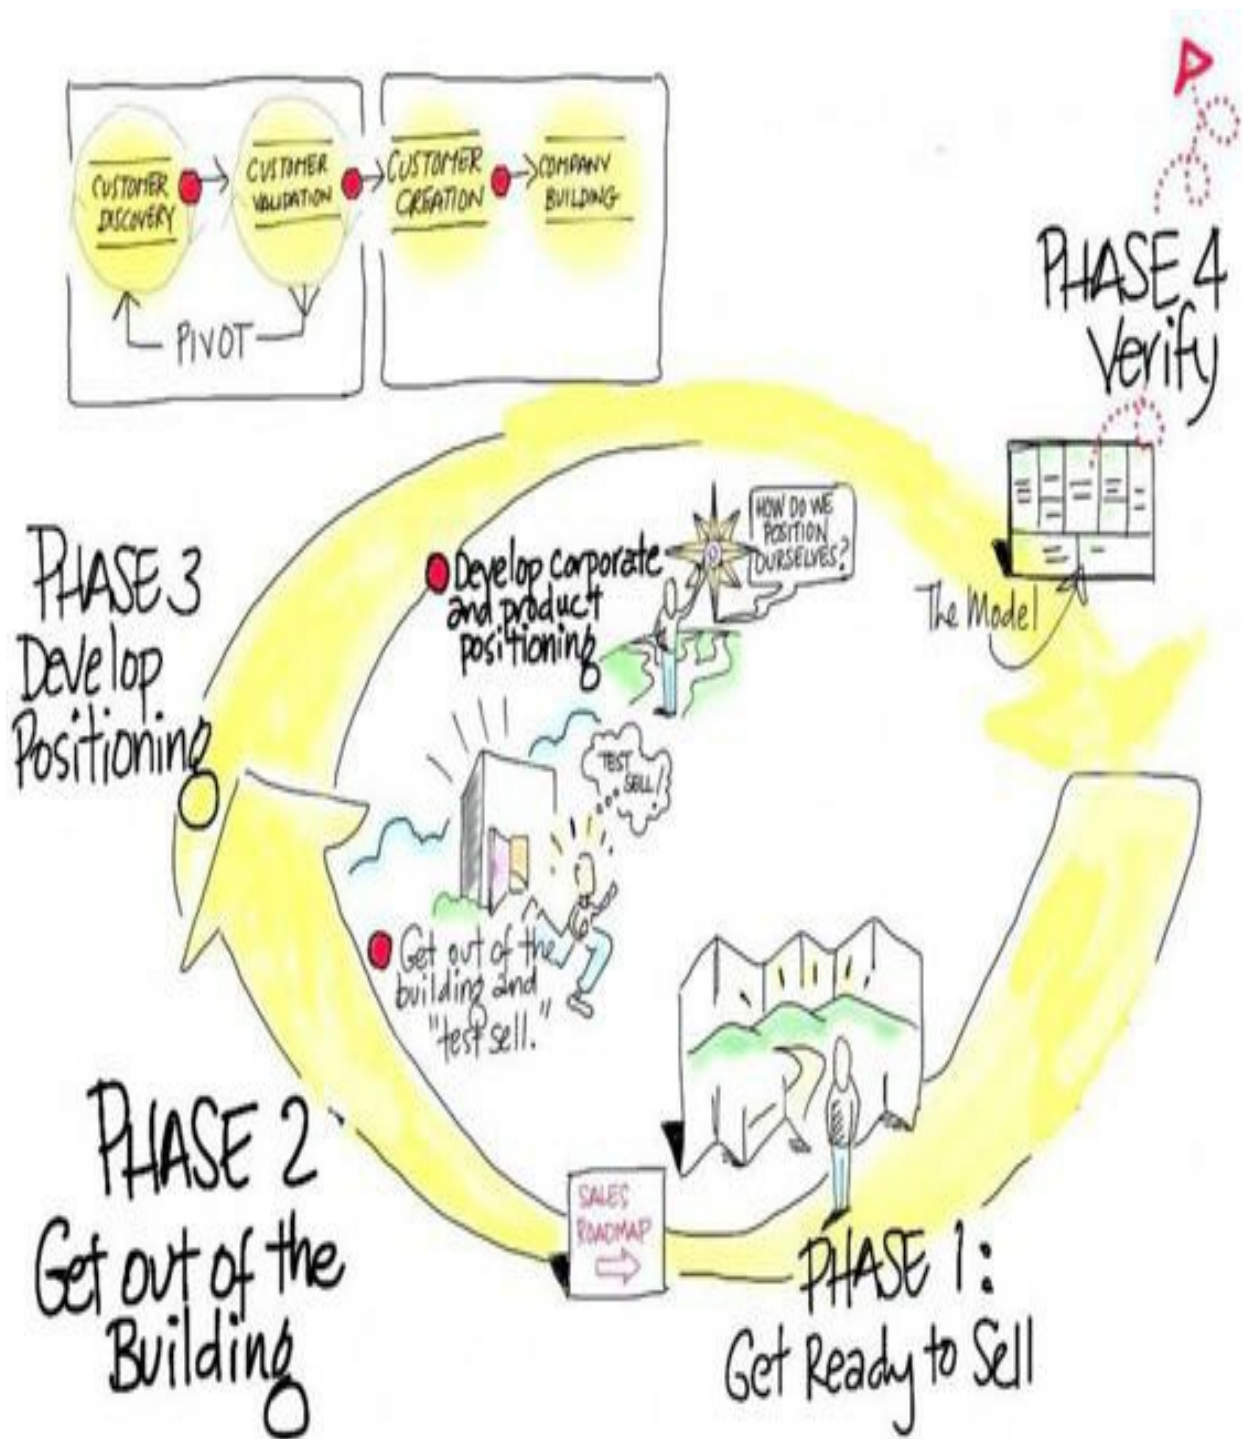 CUSTOMER
DISCOVERY
CUSTOMER
VALIDATION
CUSTOMER
CREATION
COMPANY
BUILDING
PIVOT
PHASE 4
Verify
The Model
HOW DO WE
POSITION
OURSELVES?
Develop corporate
and product
positioning
PHASE 3
Develop
Positioning
TEST
SELL!
Get out of the
building and
"test sell."
PHASE 2
Get out of the
Building
SALES
ROADMAP
PHASE 1:
Get Ready to Sell